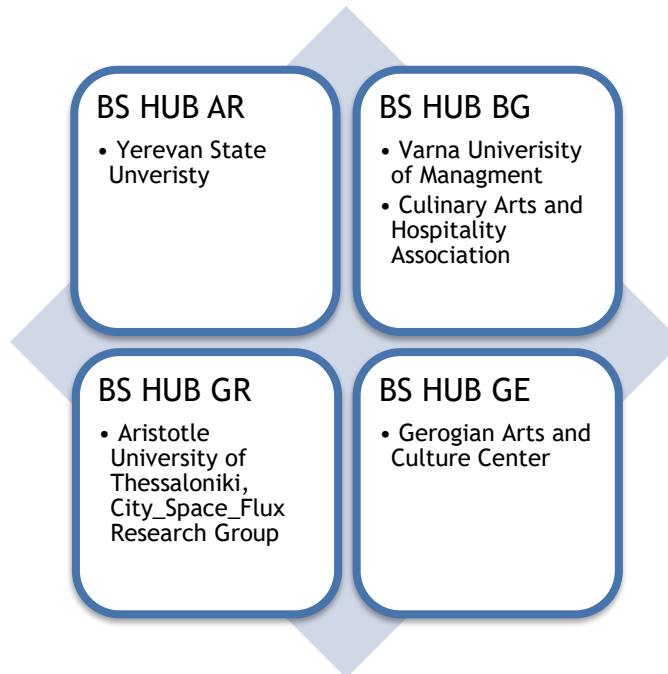 BS HUB AR
• Yerevan State
Unveristy
BS HUB BG
• Varna Univerisity
of Managment
• Culinary Arts and
Hospitality
Association
BS HUB GR
• Aristotle
University of
Thessaloniki,
City_Space_Flux
Research Group
BS HUB GE
• Gerogian Arts and
Culture Center